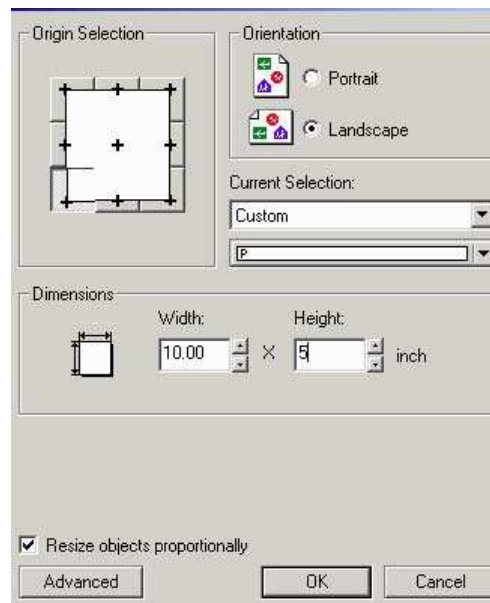 Origin Selection
Orientation
Portrait
Landscape
Current Selection:
Custom
P
Dimensions
Width:
Height:
10.00 X 5 inch
Resize objects proportionally
Advanced
OK
Cancel